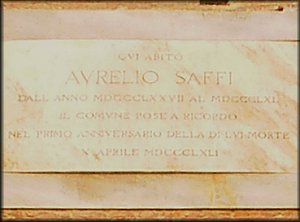 QVI ABITÒ
AVRELIO SAFFI
DALL'ANNO MDCCCLXXVII AL MDCCCLXL
IL COMVNE POSE A RICORDO
NEL PRIMO ANNIVERSARIO DELLA DI LVI MORTE
X APRILE MDCCCLXLI